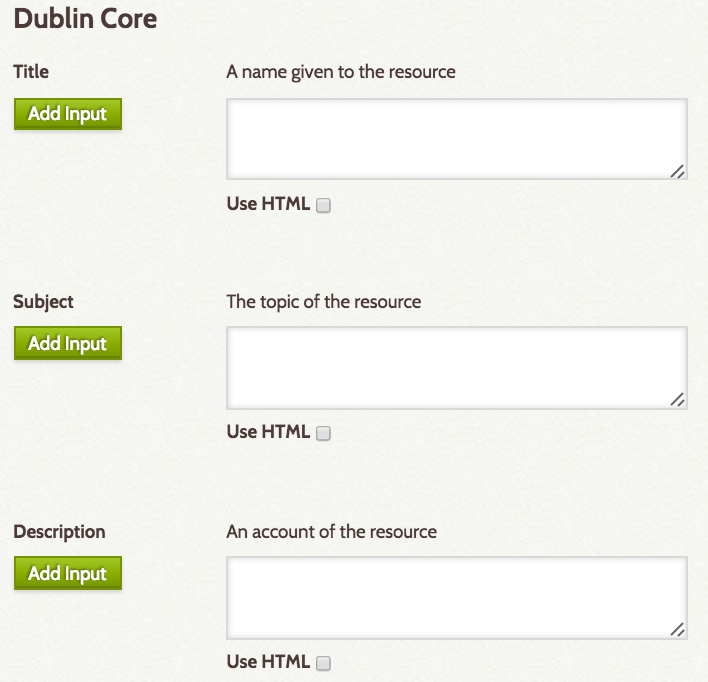 Dublin Core
Title
A name given to the resource
Add Input
Use HTML
Subject
The topic of the resource
Add Input
Use HTML
Description
An account of the resource
Add Input
Use HTML